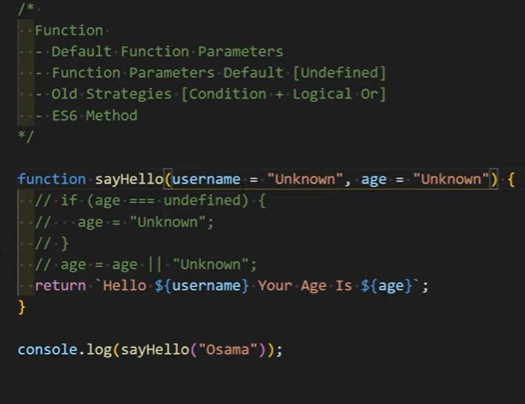 /*
  Function
  - Default Function Parameters
  - Function Parameters Default [Undefined]
  - Old Strategies [Condition + Logical Or]
  - ES6 Method
*/
function sayHello(username = "Unknown", age = "Unknown") {
  // if (age === undefined) {
  //   age = "Unknown";
  // }
  // age = age || "Unknown";
  return `Hello ${username} Your Age Is ${age}`;
}
console.log(sayHello("Osama"));